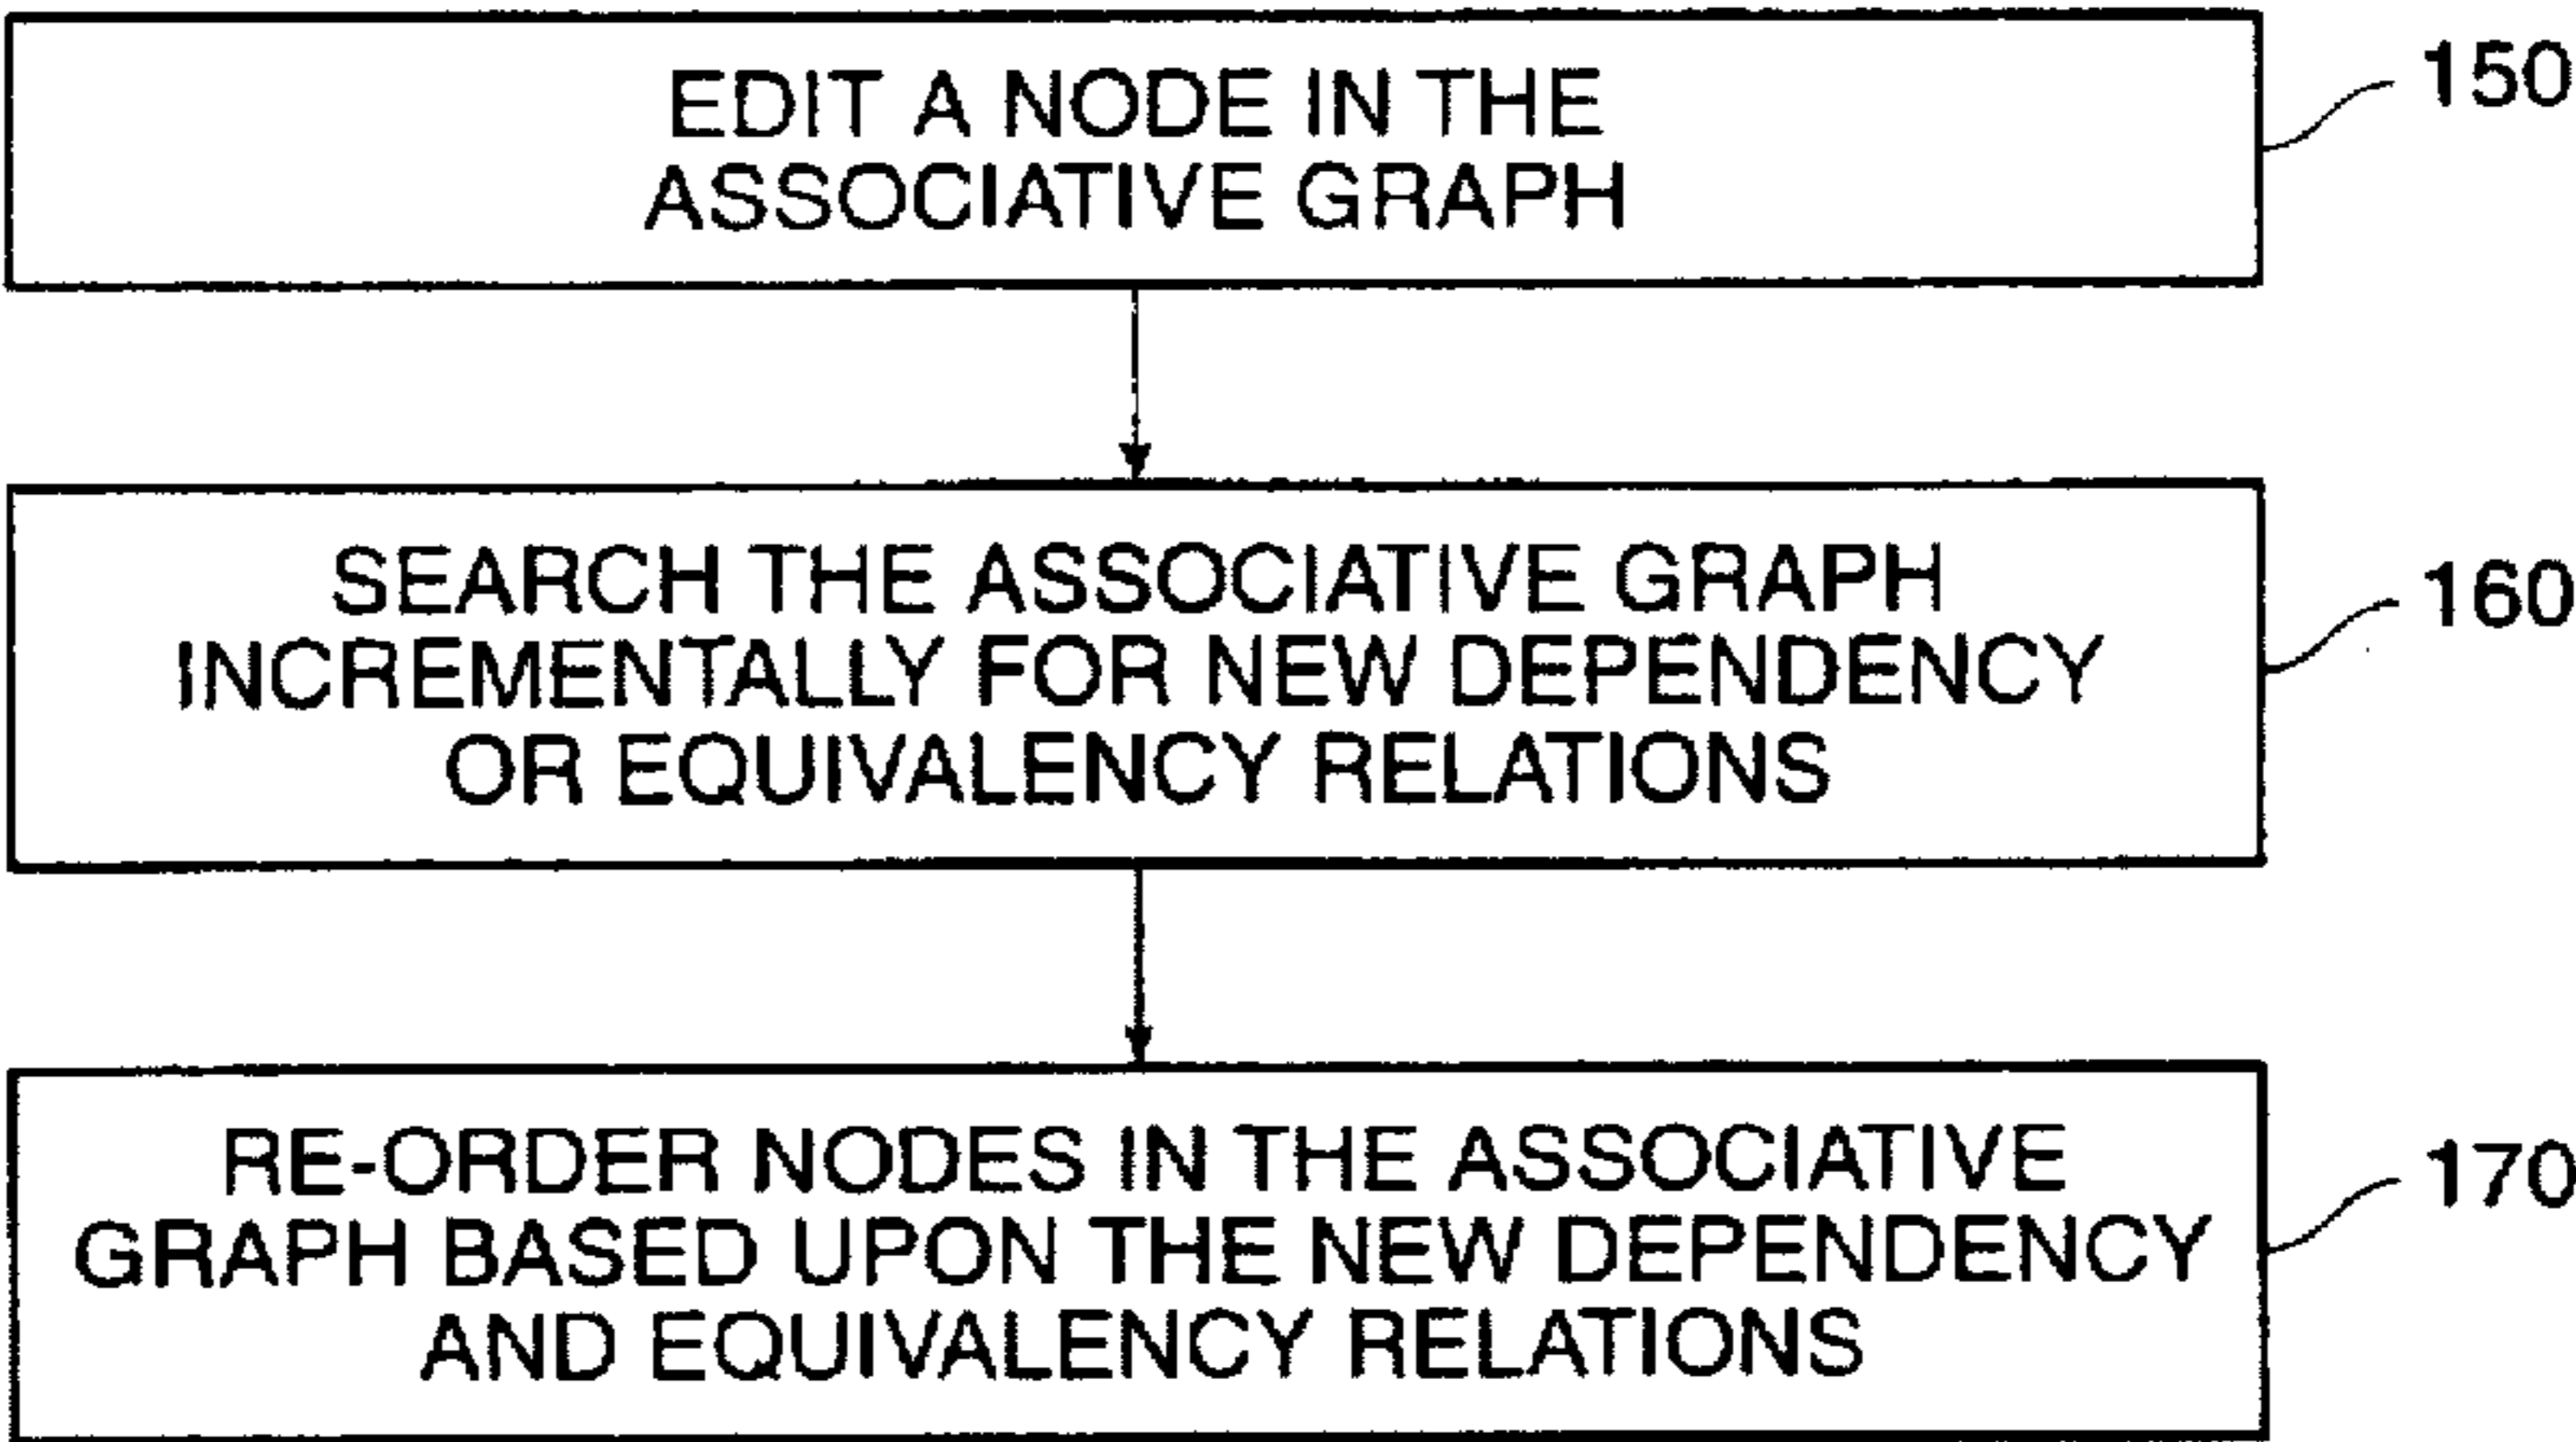 EDIT A NODE IN THE
ASSOCIATIVE GRAPH
150
SEARCH THE ASSOCIATIVE GRAPH
INCREMENTALLY FOR NEW DEPENDENCY
OR EQUIVALENCY RELATIONS
160
RE-ORDER NODES IN THE ASSOCIATIVE
GRAPH BASED UPON THE NEW DEPENDENCY
AND EQUIVALENCY RELATIONS
170